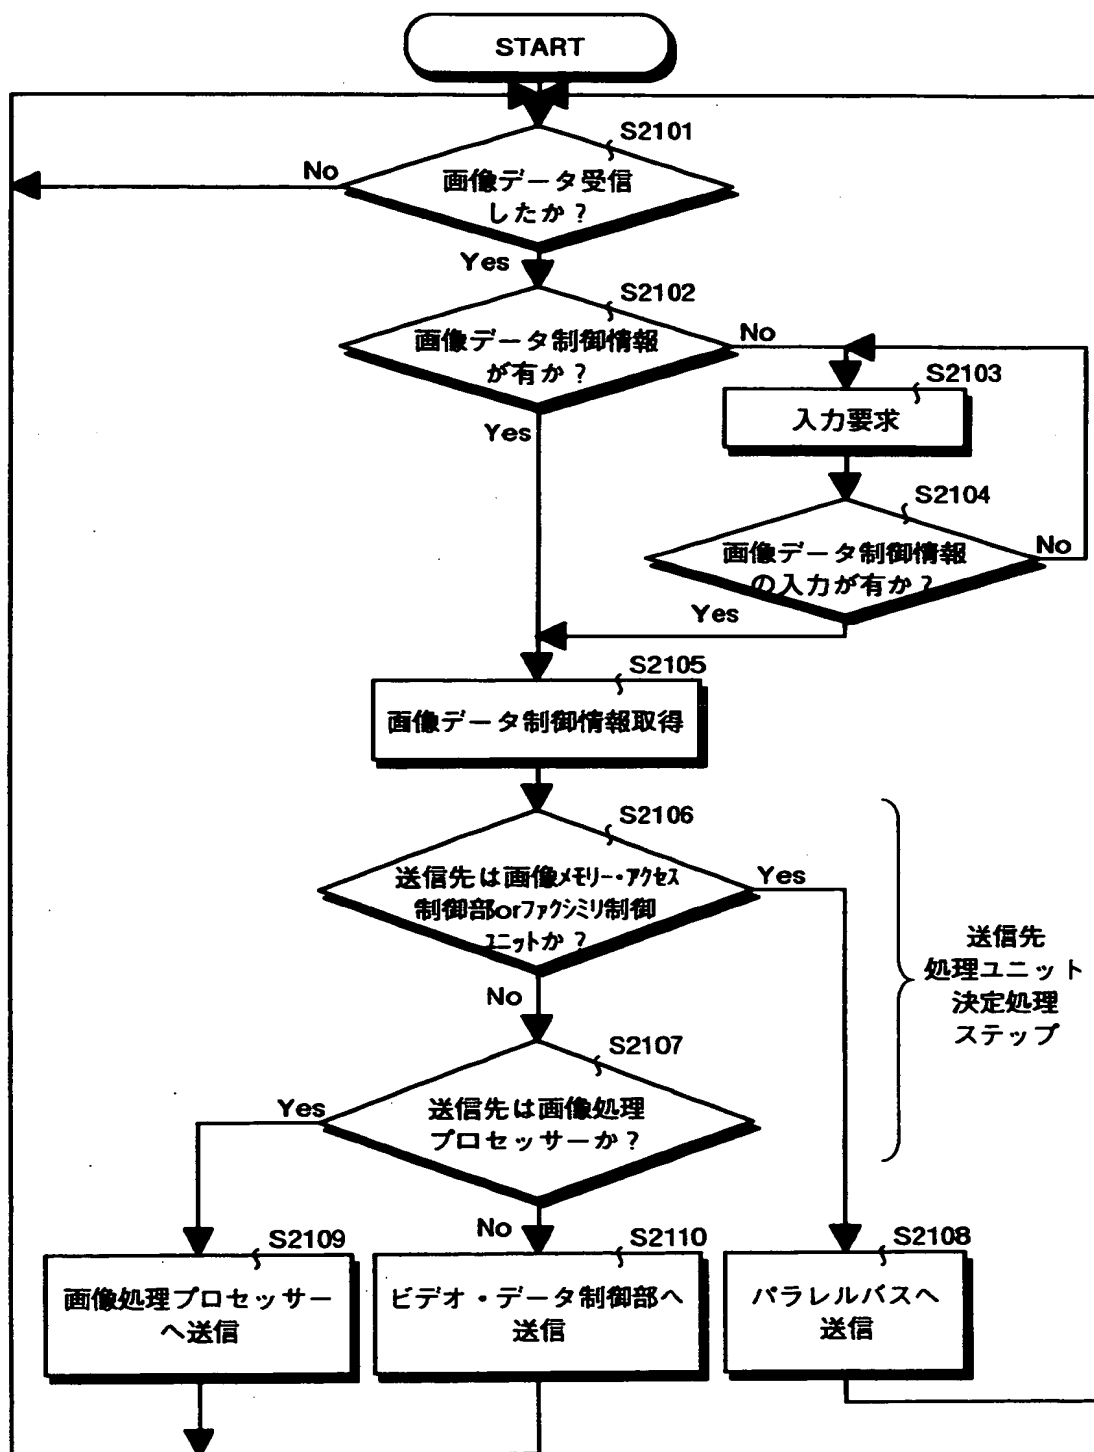 START
S2101
No
画像データ受信
したか？
Yes
S2102
画像データ制御情報
が有か？
No
Yes
S2103
入力要求
S2104
画像データ制御情報
の入力が有か？
No
Yes
S2105
画像データ制御情報取得
S2106
送信先は画像メモリー・アクセス
制御部orファクシミリ制御
ユニットか？
Yes
No
送信先
処理ユニット
決定処理
ステップ
S2107
送信先は画像処理
プロセッサーか？
Yes
No
S2109
画像処理プロセッサー
へ送信
S2110
ビデオ・データ制御部へ
送信
S2108
パラレルバスへ
送信